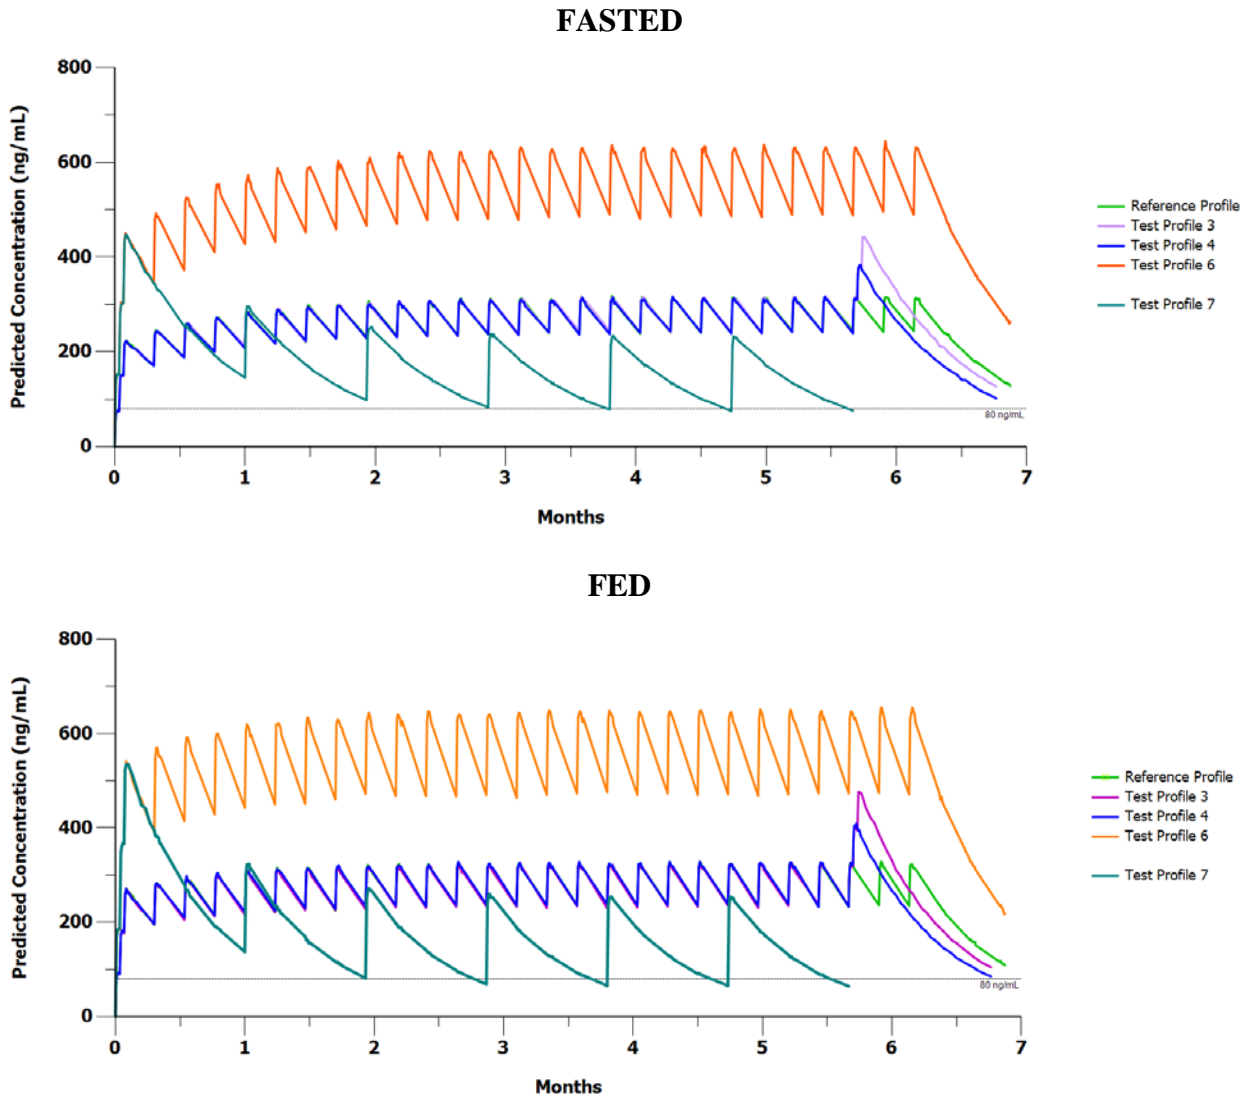 FASTED
800
600
400
200
0
Predicted Concentration (ng/mL)
0 1 2 3 4 5 6 7
Months
80 ng/mL
Reference Profile
Test Profile 3
Test Profile 4
Test Profile 6
Test Profile 7
FED
800
600
400
200
0
Predicted Concentration (ng/mL)
0 1 2 3 4 5 6 7
Months
80 ng/mL
Reference Profile
Test Profile 3
Test Profile 4
Test Profile 6
Test Profile 7